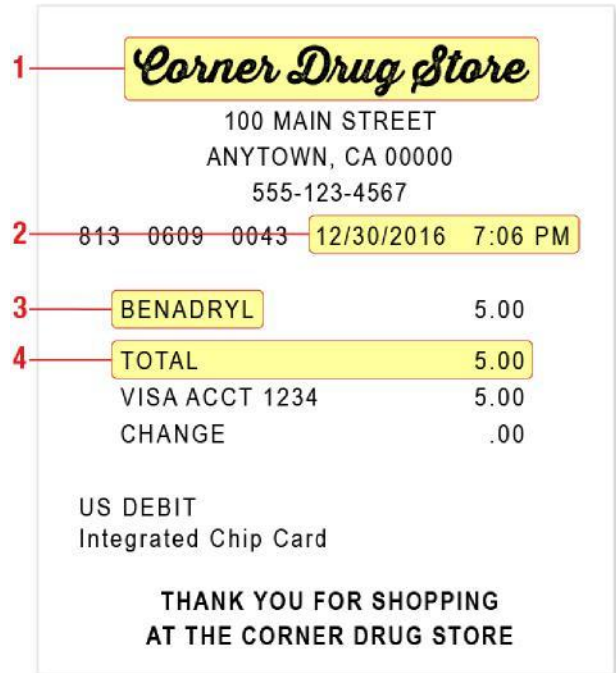 1 Corner Drug Store
100 MAIN STREET
ANYTOWN, CA 00000
555-123-4567
2 813 0609 0043 12/30/2016 7:06 PM
3 BENADRYL 5.00
4 TOTAL 5.00
VISA ACCT 1234 5.00
CHANGE .00
US DEBIT
Integrated Chip Card
THANK YOU FOR SHOPPING
AT THE CORNER DRUG STORE